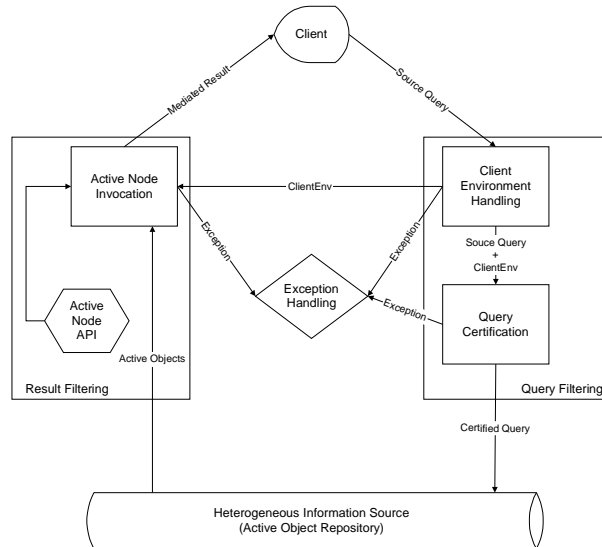 Client
Mediated Result
Source Query
Active Node
Invocation
ClientEnv
Client
Environment
Handling
Exception
Exception
Souce Query
+
ClientEnv
Exception
Handling
Exception
Query
Certification
Active
Node
API
Active Objects
Result Filtering
Query Filtering
Certified Query
Heterogeneous Information Source
(Active Object Repository)